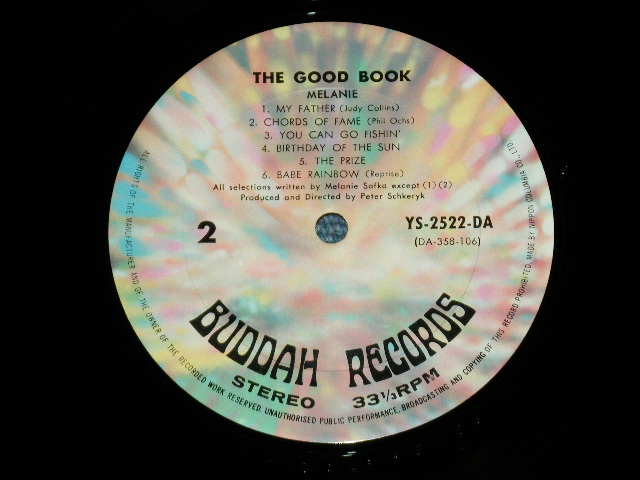 THE GOOD BOOK
MELANIE
1. MY FATHER (Judy Collins)
2. CHORDS OF FAME (Phil Ochs)
3. YOU CAN GO FISHIN'
4. BIRTHDAY OF THE SUN
5. THE PRIZE
6. BABE RAINBOW (Reprise)
All selections written by Melanie Safka except (1) (2)
Produced and Directed by Peter Schkeryk
2
YS-2522-DA
(DA-358-106)
BUDDAH RECORDS
STEREO 33⅓RPM
ALL RIGHTS OF THE MANUFACTURER AND OF THE OWNER OF THE RECORDED WORK RESERVED. UNAUTHORISED PUBLIC PERFORMANCE, BROADCASTING AND COPYING OF THIS RECORD PROHIBITED. MADE BY NIPPON COLUMBIA CO., LTD.